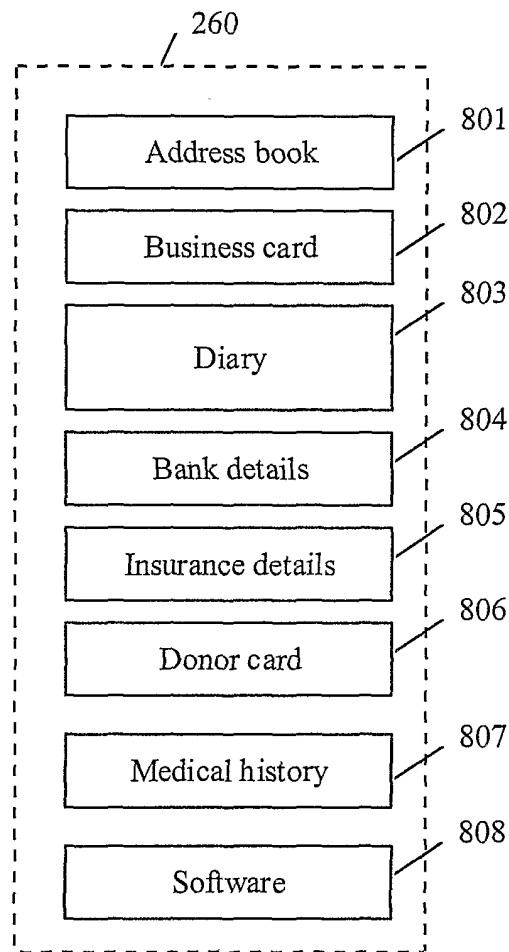 260
Address book
801
Business card
802
Diary
803
Bank details
804
Insurance details
805
Donor card
806
Medical history
807
Software
808